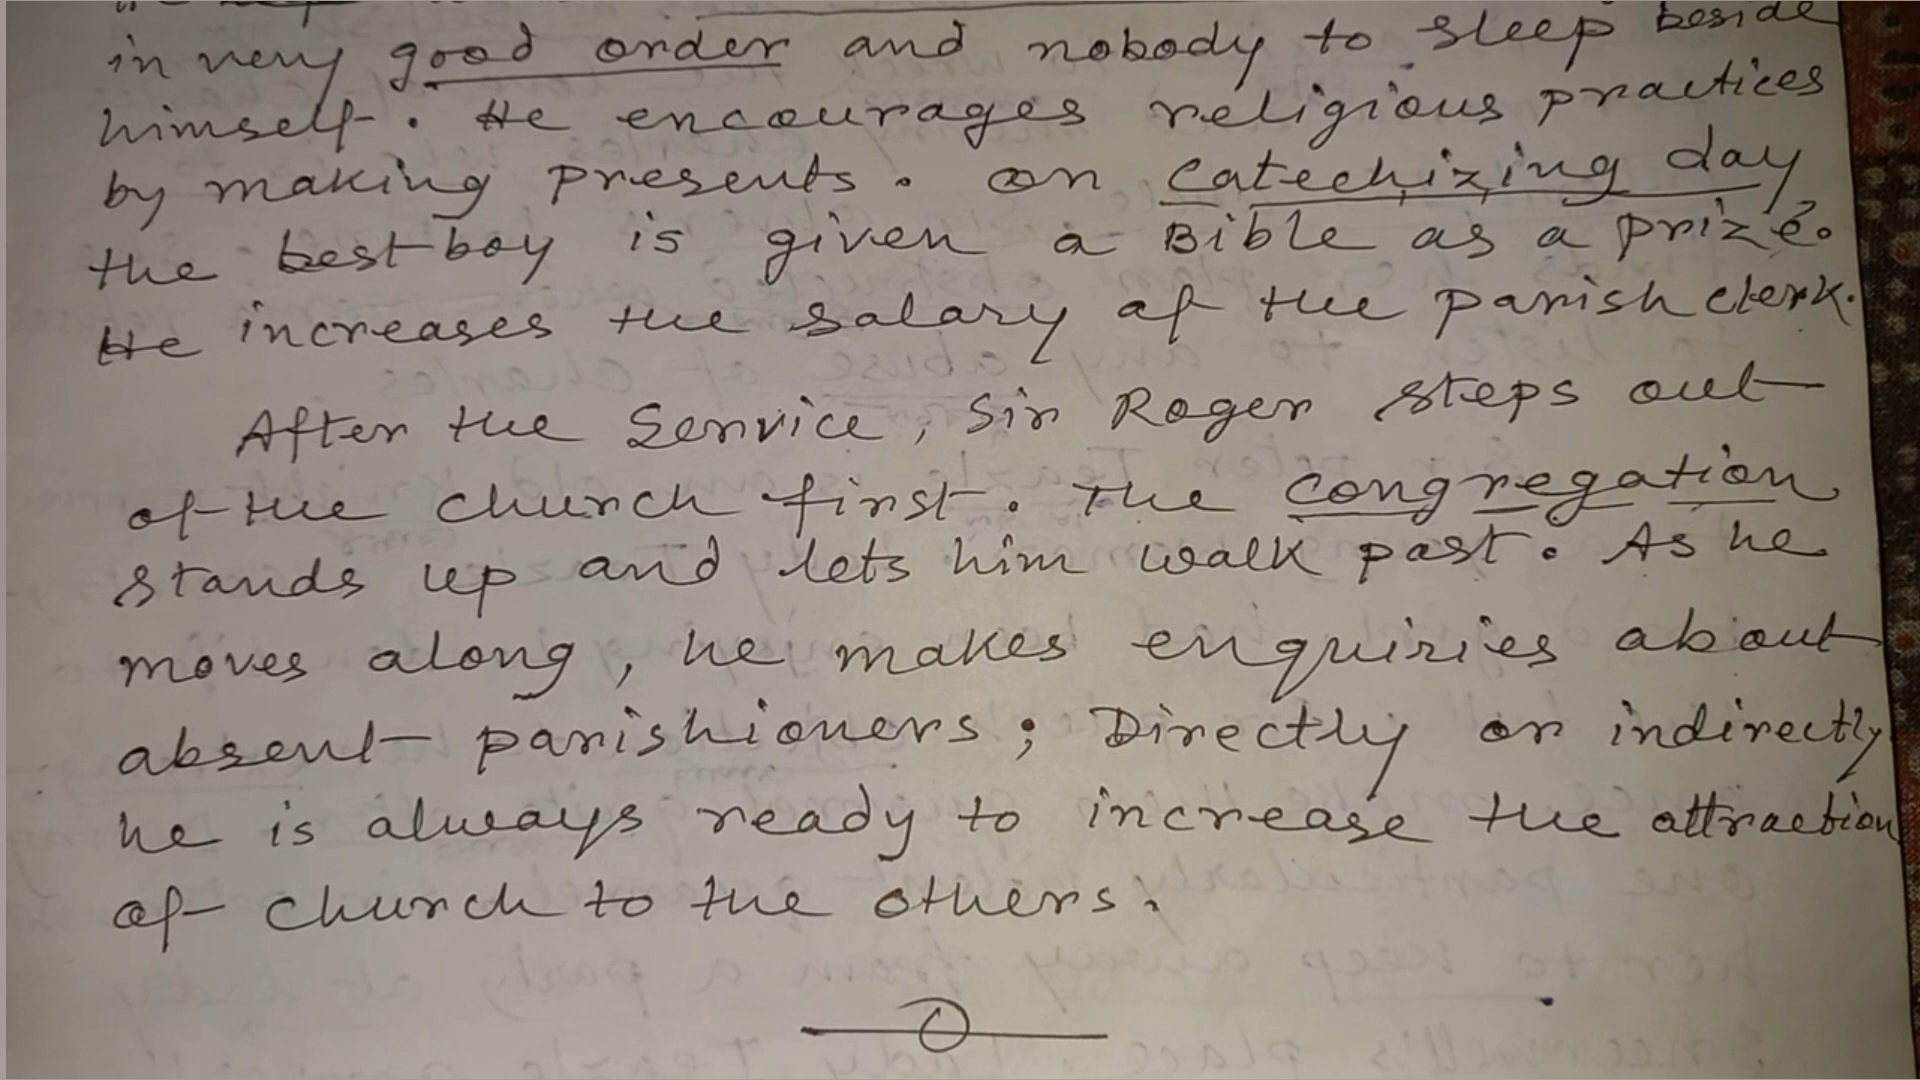 in very good order and nobody to sleep beside
himself. He encourages religious practices
by making presents. on catechizing day
the best boy is given a Bible as a prize.
He increases the salary of the parish clerk.
After the Service, Sir Roger steps out
of the church first. The congregation
stands up and lets him walk past. As he
moves along, he makes enquiries about
absent parishioners; Directly or indirectly
he is always ready to increase the attraction
of church to the others.